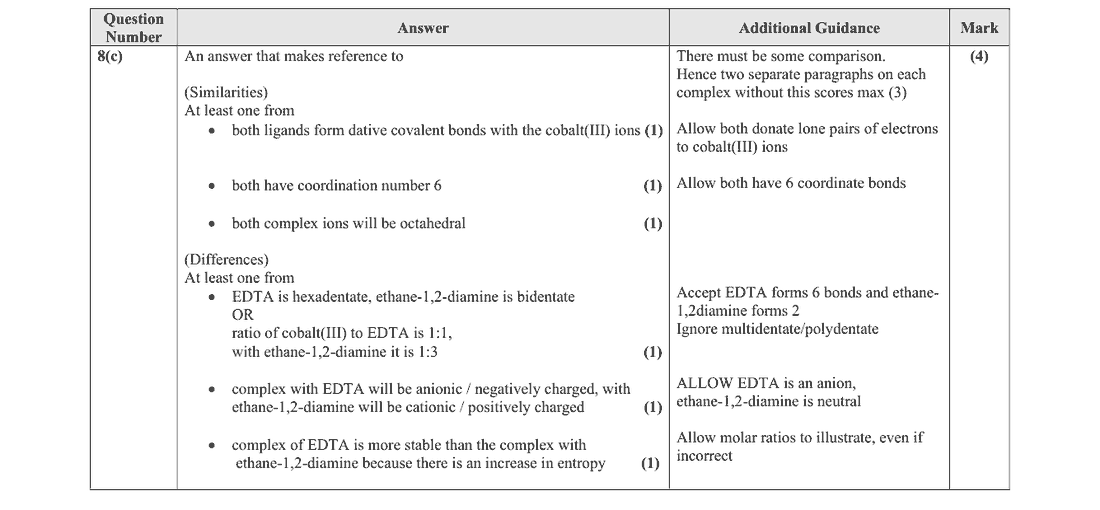 Question Number
Answer
Additional Guidance
Mark
8(c)
An answer that makes reference to
(Similarities)
At least one from
• both ligands form dative covalent bonds with the cobalt(III) ions (1)
• both have coordination number 6 (1)
• both complex ions will be octahedral (1)
(Differences)
At least one from
• EDTA is hexadentate, ethane-1,2-diamine is bidentate
OR
ratio of cobalt(III) to EDTA is 1:1,
with ethane-1,2-diamine it is 1:3 (1)
• complex with EDTA will be anionic / negatively charged, with
ethane-1,2-diamine will be cationic / positively charged (1)
• complex of EDTA is more stable than the complex with
ethane-1,2-diamine because there is an increase in entropy (1)
There must be some comparison.
Hence two separate paragraphs on each
complex without this scores max (3)
Allow both donate lone pairs of electrons
to cobalt(III) ions
Allow both have 6 coordinate bonds
Accept EDTA forms 6 bonds and ethane-
1,2diamine forms 2
Ignore multidentate/polydentate
ALLOW EDTA is an anion,
ethane-1,2-diamine is neutral
Allow molar ratios to illustrate, even if
incorrect
(4)